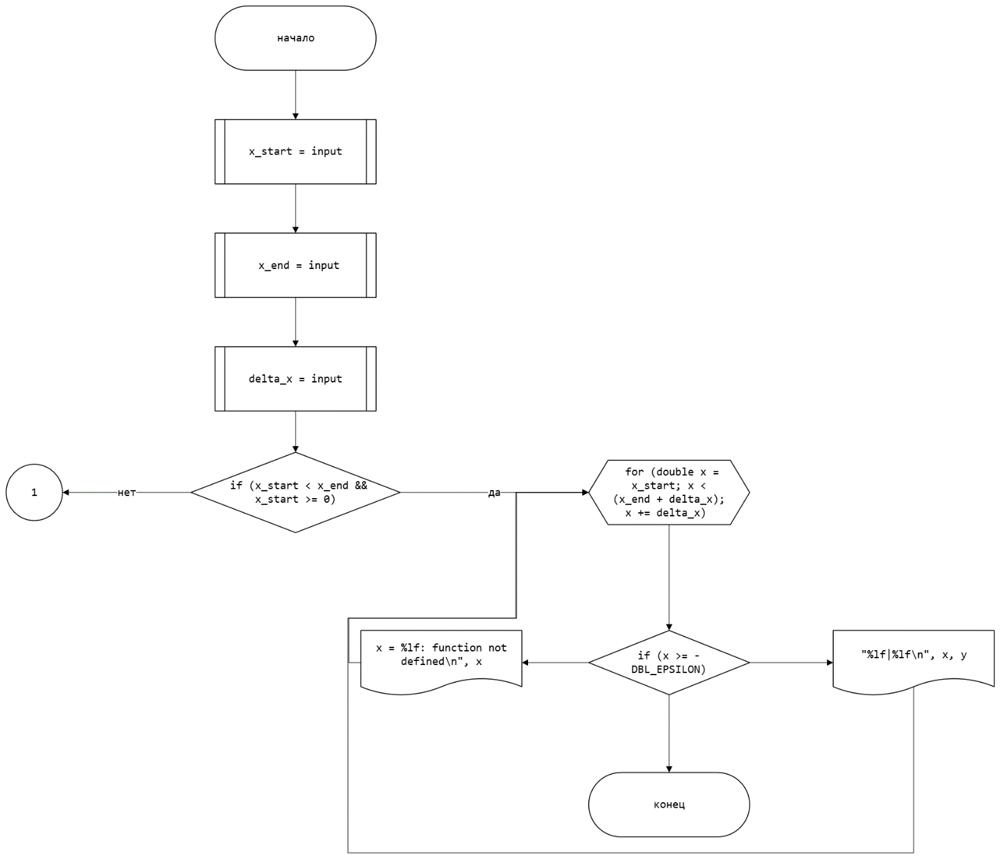 начало
x_start = input
x_end = input
delta_x = input
1
нет
if (x_start < x_end &&
x_start >= 0)
да
for (double x =
x_start; x <
(x_end + delta_x);
x += delta_x)
x = %lf: function not
defined\n", x
if (x >= -
DBL_EPSILON)
"%lf|%lf\n", x, y
конец